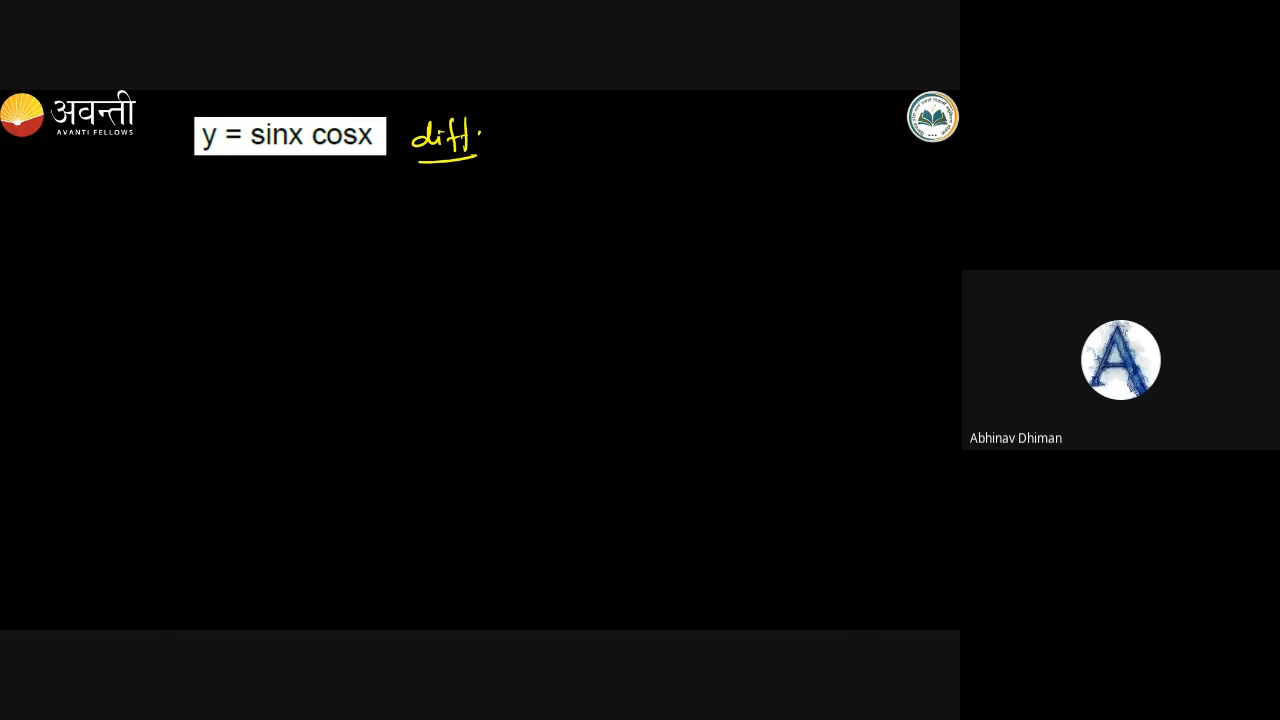 अवन्ती
AVANTI FELLOWS
y = sinx cosx diff.
Abhinav Dhiman